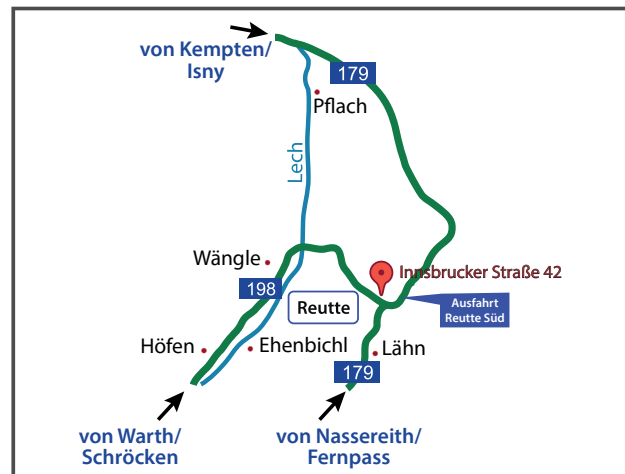 von Kempten/
Isny
179
Pflach
Lech
Wängle
Innsbrucker Straße 42
198
Reutte
Ausfahrt
Reutte Süd
Höfen
Ehenbichl
Lähn
179
von Warth/
Schröcken
von Nassereith/
Fernpass